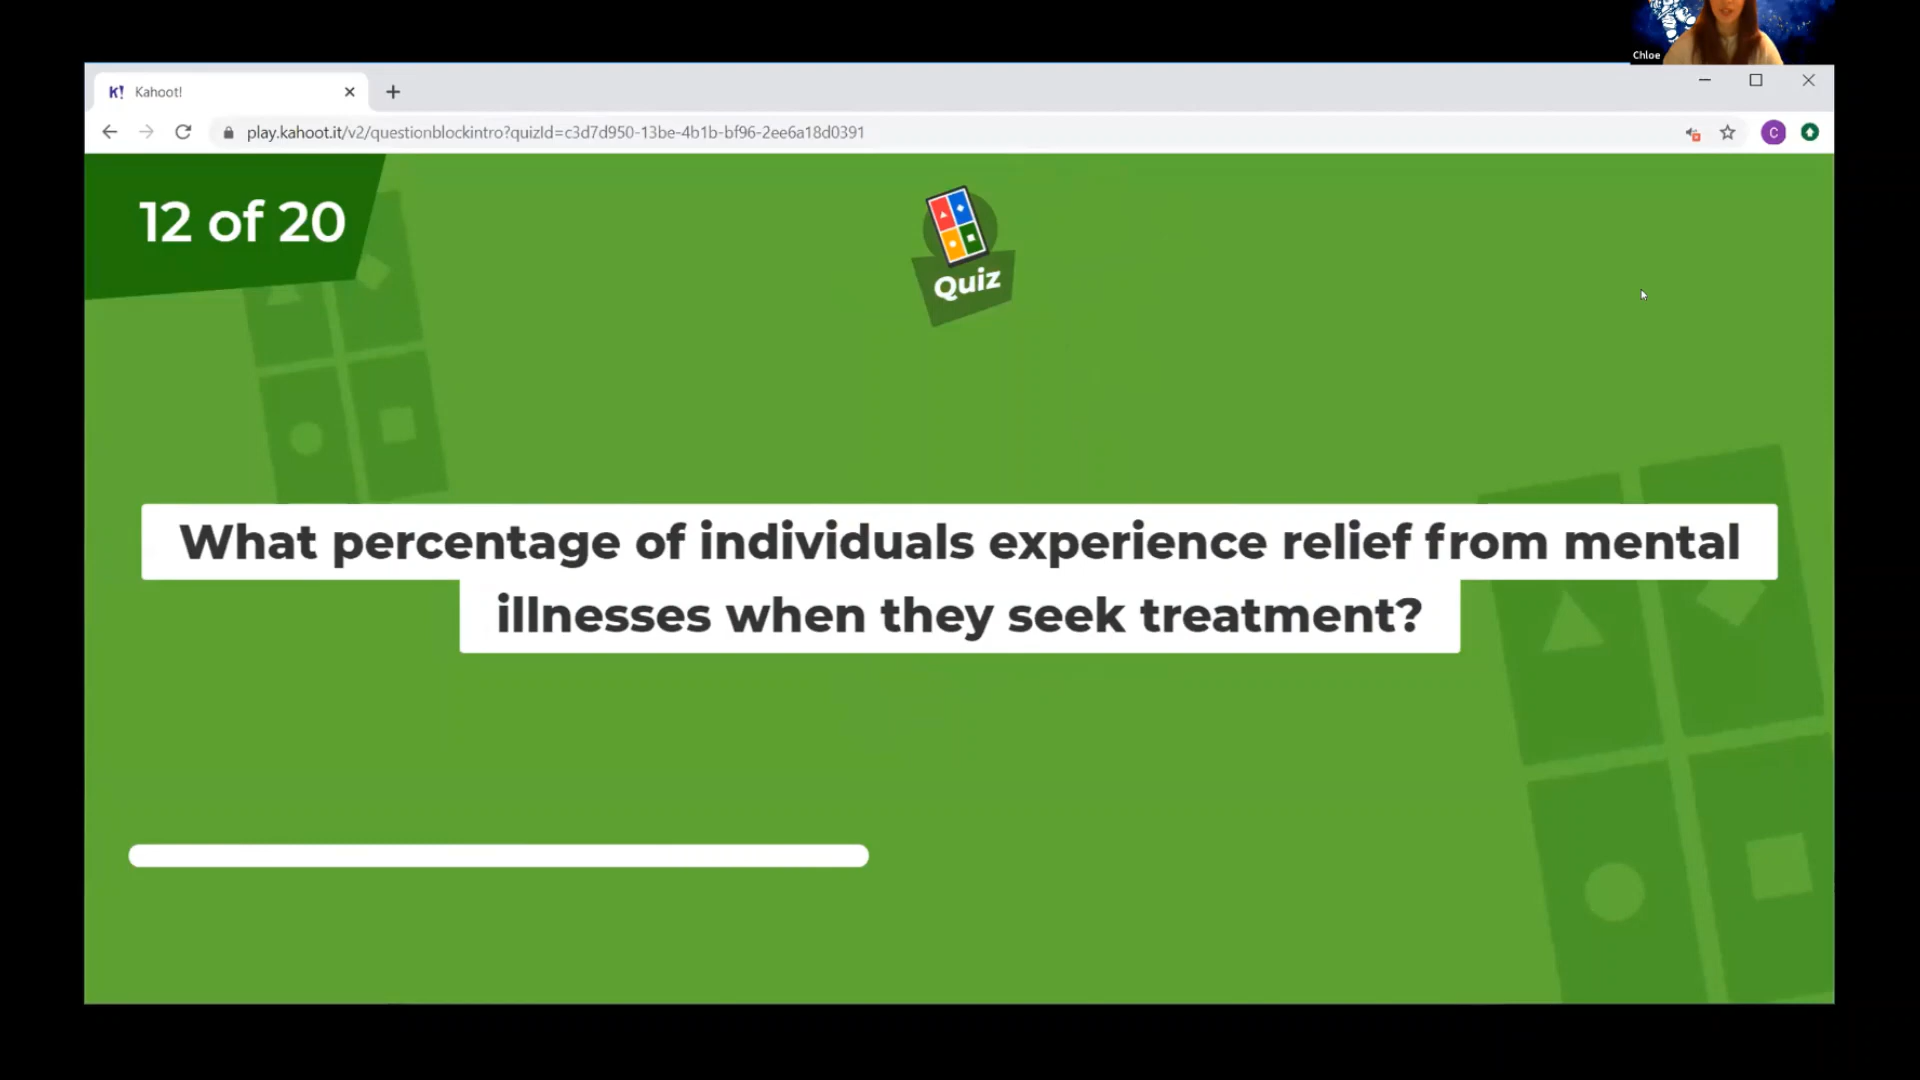 Chloe
K! Kahoot!
play.kahoot.it/v2/questionblockintro?quizId=c3d7d950-13be-4b1b-bf96-2ee6a18d0391
C
12 of 20
Quiz
What percentage of individuals experience relief from mental
illnesses when they seek treatment?